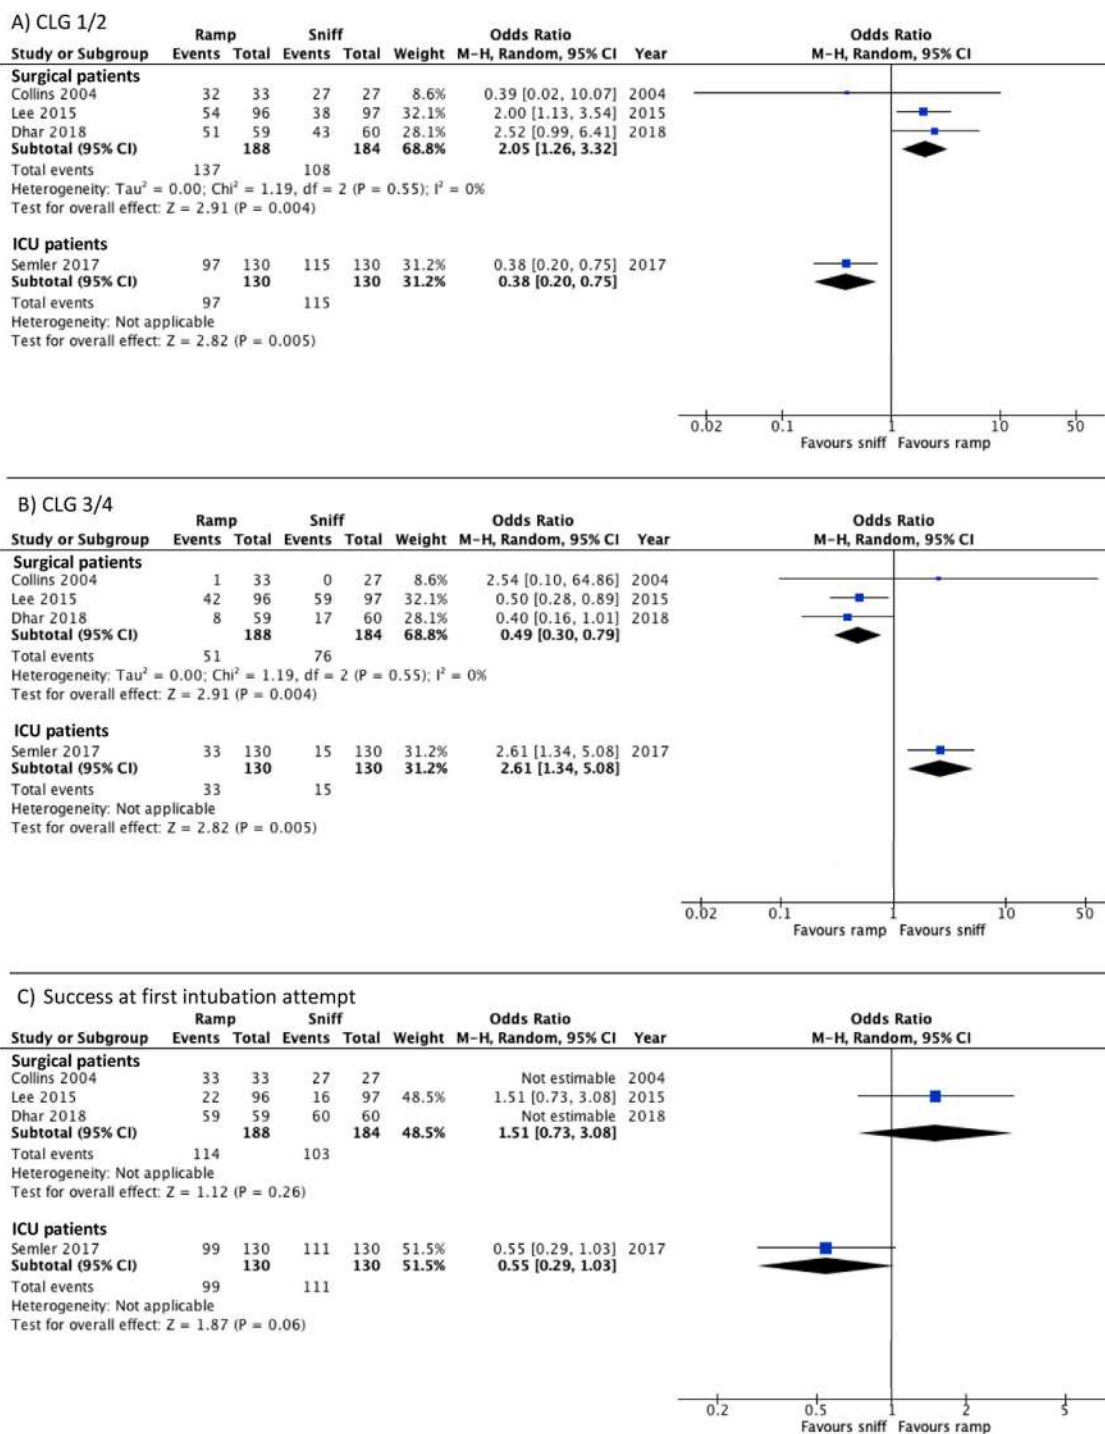 A) CLG 1/2
Ramp Sniff Odds Ratio Odds Ratio
Study or Subgroup Events Total Events Total Weight M-H, Random, 95% CI Year M-H, Random, 95% CI
Surgical patients
Collins 2004 32 33 27 27 8.6% 0.39 [0.02, 10.07] 2004
Lee 2015 54 96 38 97 32.1% 2.00 [1.13, 3.54] 2015
Dhar 2018 51 59 43 60 28.1% 2.52 [0.99, 6.41] 2018
Subtotal (95% CI) 188 184 68.8% 2.05 [1.26, 3.32]
Total events 137 108
Heterogeneity: Tau² = 0.00; Chi² = 1.19, df = 2 (P = 0.55); I² = 0%
Test for overall effect: Z = 2.91 (P = 0.004)
ICU patients
Semler 2017 97 130 115 130 31.2% 0.38 [0.20, 0.75] 2017
Subtotal (95% CI) 130 130 31.2% 0.38 [0.20, 0.75]
Total events 97 115
Heterogeneity: Not applicable
Test for overall effect: Z = 2.82 (P = 0.005)
0.02 0.1 1 10 50
Favours sniff Favours ramp
B) CLG 3/4
Ramp Sniff Odds Ratio Odds Ratio
Study or Subgroup Events Total Events Total Weight M-H, Random, 95% CI Year M-H, Random, 95% CI
Surgical patients
Collins 2004 1 33 0 27 8.6% 2.54 [0.10, 64.86] 2004
Lee 2015 42 96 59 97 32.1% 0.50 [0.28, 0.89] 2015
Dhar 2018 8 59 17 60 28.1% 0.40 [0.16, 1.01] 2018
Subtotal (95% CI) 188 184 68.8% 0.49 [0.30, 0.79]
Total events 51 76
Heterogeneity: Tau² = 0.00; Chi² = 1.19, df = 2 (P = 0.55); I² = 0%
Test for overall effect: Z = 2.91 (P = 0.004)
ICU patients
Semler 2017 33 130 15 130 31.2% 2.61 [1.34, 5.08] 2017
Subtotal (95% CI) 130 130 31.2% 2.61 [1.34, 5.08]
Total events 33 15
Heterogeneity: Not applicable
Test for overall effect: Z = 2.82 (P = 0.005)
0.02 0.1 1 10 50
Favours ramp Favours sniff
C) Success at first intubation attempt
Ramp Sniff Odds Ratio Odds Ratio
Study or Subgroup Events Total Events Total Weight M-H, Random, 95% CI Year M-H, Random, 95% CI
Surgical patients
Collins 2004 33 33 27 27 Not estimable 2004
Lee 2015 22 96 16 97 48.5% 1.51 [0.73, 3.08] 2015
Dhar 2018 59 59 60 60 Not estimable 2018
Subtotal (95% CI) 188 184 48.5% 1.51 [0.73, 3.08]
Total events 114 103
Heterogeneity: Not applicable
Test for overall effect: Z = 1.12 (P = 0.26)
ICU patients
Semler 2017 99 130 111 130 51.5% 0.55 [0.29, 1.03] 2017
Subtotal (95% CI) 130 130 51.5% 0.55 [0.29, 1.03]
Total events 99 111
Heterogeneity: Not applicable
Test for overall effect: Z = 1.87 (P = 0.06)
0.2 0.5 1 2 5
Favours sniff Favours ramp